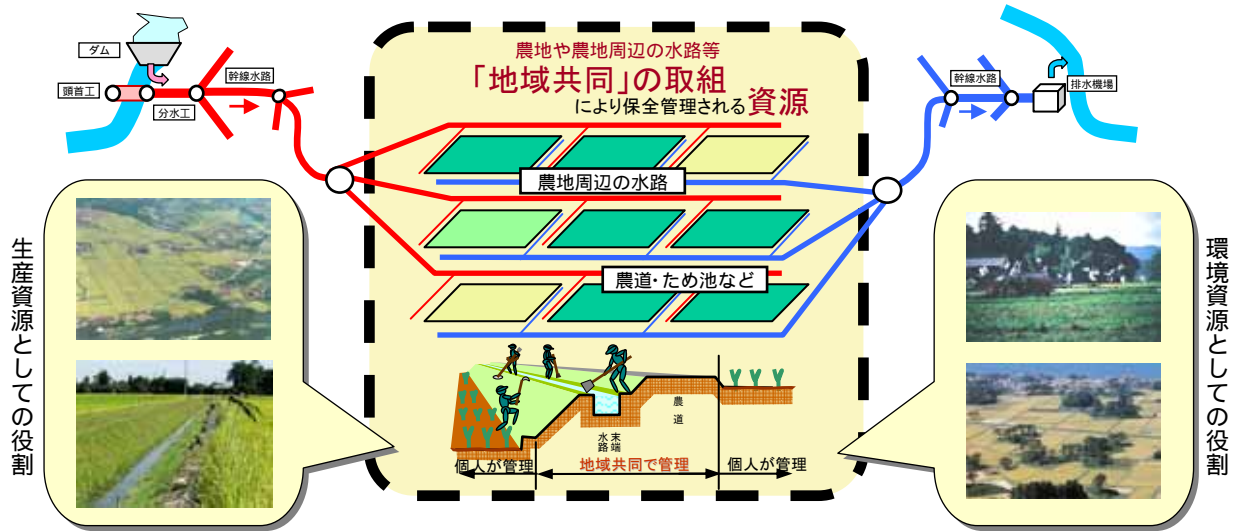 農地や農地周辺の水路等
「地域共同」の取組
により保全管理される資源
ダム
頭首工
分水工
幹線水路
幹線水路
排水機場
農地周辺の水路
農道・ため池など
生産資源としての役割
環境資源としての役割
農道
末端水路
個人が管理
地域共同で管理
個人が管理